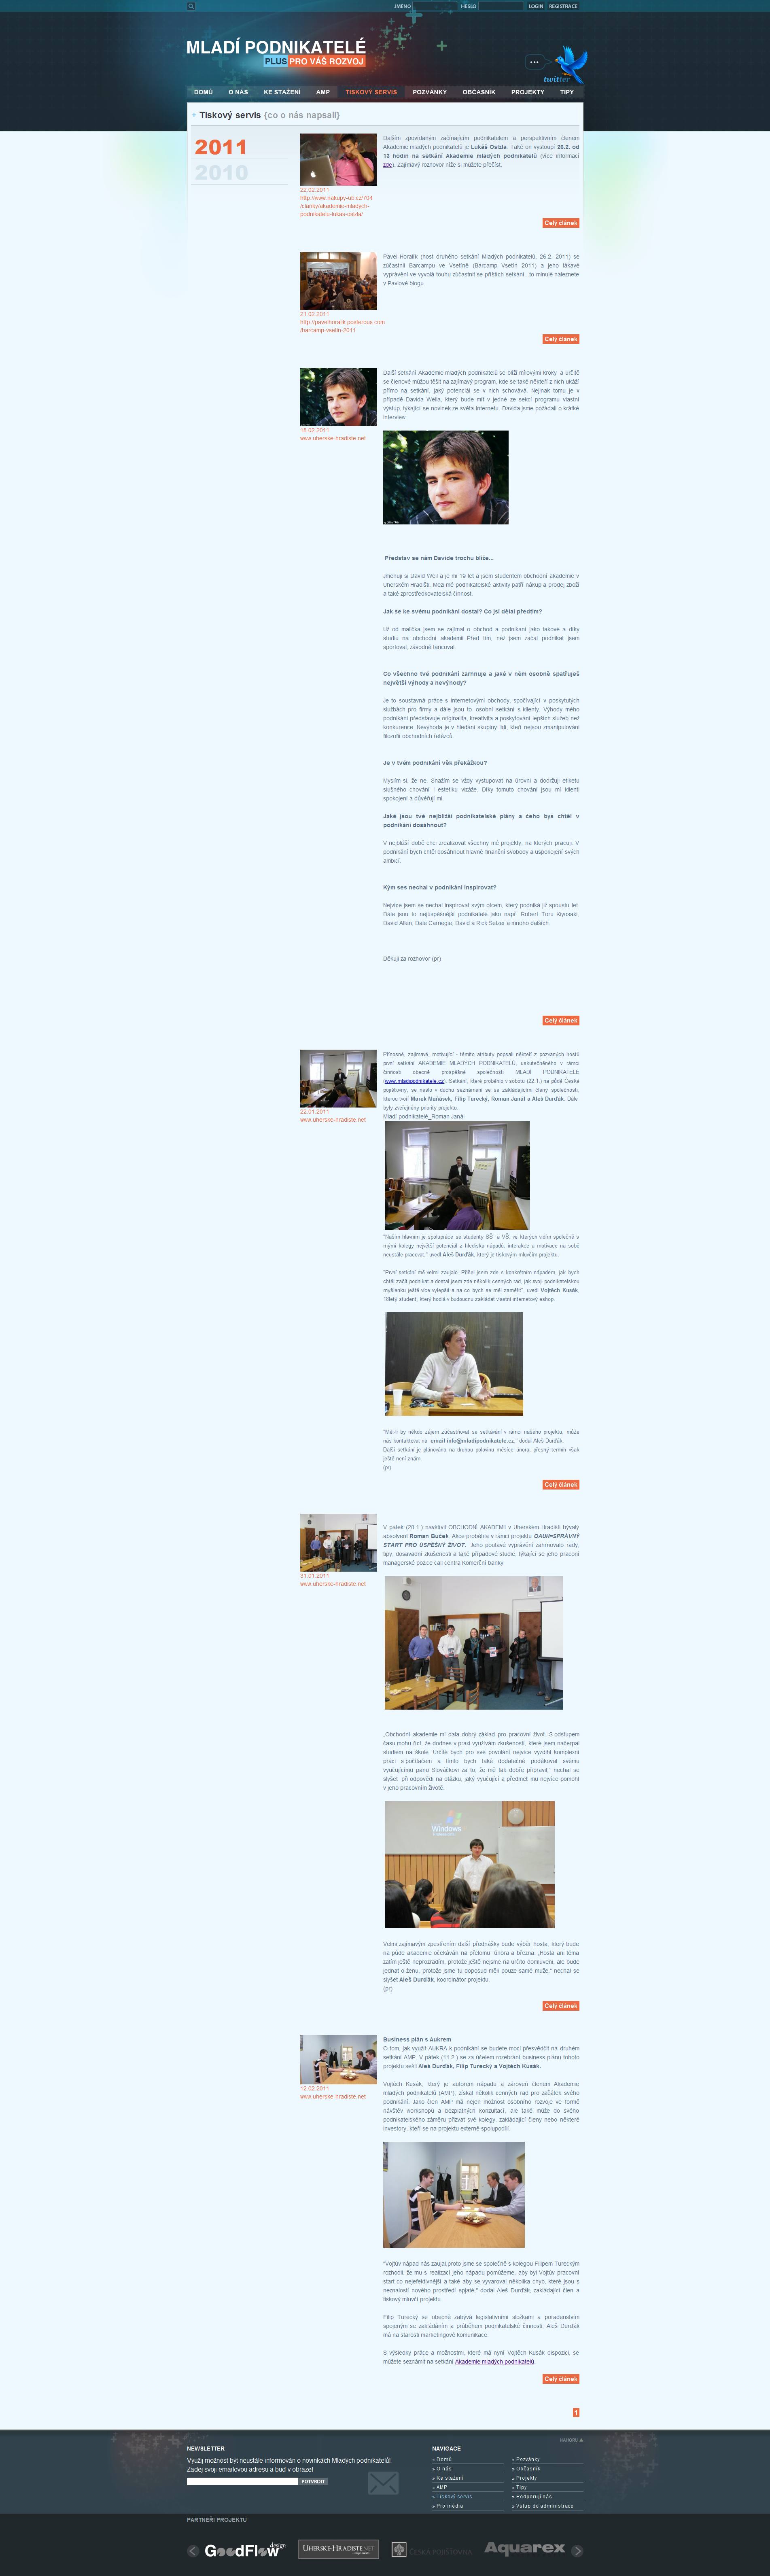 JMÉNO HESLO LOGIN REGISTRACE
MLADÍ PODNIKATELÉ
PLUS PRO VÁŠ ROZVOJ
twitter
DOMŮ O NÁS KE STAŽENÍ AMP TISKOVÝ SERVIS POZVÁNKY OBČASNÍK PROJEKTY TIPY
+ Tiskový servis {co o nás napsali}
2011
2010
22.02.2011
http://www.nakupy-ub.cz/704
/clanky/akademie-mladych-
podnikatelu-lukas-osizla/
Dalším zpovídaným začínajícím podnikatelem a perspektivním členem
Akademie mladých podnikatelů je Lukáš Osizla. Také on vystoupí 26.2. od
13 hodin na setkání Akademie mladých podnikatelů (více informací
zde). Zajímavý rozhovor níže si můžete přečíst.
Celý článek
21.02.2011
http://pavelhoralik.posterous.com
/barcamp-vsetin-2011
Pavel Horalík (host druhého setkání Mladých podnikatelů, 26.2. 2011) se
zúčastnil Barcampu ve Vsetíně (Barcamp Vsetín 2011) a jeho lákavé
vyprávění ve vyvolá touhu zúčastnit se příštích setkání...to minulé naleznete
v Pavlově blogu.
Celý článek
16.02.2011
www.uherske-hradiste.net
Další setkání Akademie mladých podnikatelů se blíží mílovými kroky a určitě
se členové můžou těšit na zajímavý program, kde se také někteří z nich ukáží
přímo na setkání, jaký potenciál se v nich schovává. Nejinak tomu je v
případě Davida Weila, který bude mít v jedné ze sekcí programu vlastní
výstup, týkající se novinek ze světa internetu. Davida jsme požádali o krátké
interview.
Představ se nám Davide trochu blíže...
Jmenuji si David Weil a je mi 19 let a jsem studentem obchodní akademie v
Uherském Hradišti. Mezi mé podnikatelské aktivity patří nákup a prodej zboží
a také zprostředkovatelská činnost.
Jak se ke svému podnikání dostal? Co jsi dělal předtím?
Už od malička jsem se zajímal o obchod a podnikání jako takové a díky
studiu na obchodní akademii. Před tím, než jsem začal podnikat jsem
sportoval, závodně tancoval.
Co všechno tvé podnikání zarhnuje a jaké v něm osobně spatřuješ
největší výhody a nevýhody?
Je to soustavná práce s internetovými obchody, spočívající v poskytutých
službách pro firmy a dále jsou to osobní setkání s klienty. Výhody mého
podnikání představuje originalita, kreativita a poskytování lepších služeb než
konkurence. Nevýhoda je v hledání skupiny lidí, kteří nejsou zmanipulováni
filozofií obchodních řetězců.
Je v tvém podnikání věk překážkou?
Myslím si, že ne. Snažím se vždy vystupovat na úrovni a dodržuji etiketu
slušného chování i estetiku vizáže. Díky tomuto chování jsou mí klienti
spokojení a důvěřují mi.
Jaké jsou tvé nejbližší podnikatelské plány a čeho bys chtěl v
podnikání dosáhnout?
V nejbližší době chci zrealizovat všechny mé projekty, na kterých pracuji. V
podnikání bych chtěl dosáhnout hlavně finanční svobody a uspokojení svých
ambicí.
Kým ses nechal v podnikání inspirovat?
Nejvíce jsem se nechal inspirovat svým otcem, který podniká již spoustu let.
Dále jsou to nejúspěšnější podnikatelé jako např. Robert Toru Kiyosaki,
David Allen, Dale Carnegie, David a Rick Setzer a mnoho dalších.
Děkuji za rozhovor (pr)
Celý článek
22.01.2011
www.uherske-hradiste.net
Přínosné, zajímavé, motivující - těmito atributy popsali někteří z pozvaných hostů
první setkání AKADEMIE MLADÝCH PODNIKATELŮ, uskutečněného v rámci
činnosti obecně prospěšné společnosti MLADÍ PODNIKATELÉ
(www.mladipodnikatele.cz). Setkání, které proběhlo v sobotu (22.1.) na půdě České
pojišťovny, se neslo v duchu seznámení se se zakládajícím členy společnosti,
kterou tvoří Marek Maňásek, Filip Turecký, Roman Janál a Aleš Durďák. Dále
byly zveřejněny priority projektu.
Mladí podnikatelé_Roman Janál
"Naším hlavním je spolupráce se studenty SŠ a VŠ, ve kterých vidím společně s
mými kolegy největší potenciál z hlediska nápadů, interakce a motivace na sobě
neustále pracovat," uvedl Aleš Durďák, který je tiskovým mluvčím projektu.
"První setkání mě velmi zaujalo. Přišel jsem zde s konkrétním nápadem, jak bych
chtěl začít podnikat a dostal jsem zde několik cenných rad, jak svoji podnikatelskou
myšlenku ještě více vylepšit a na co bych se měl zaměřit", uvedl Vojtěch Kusák,
18letý student, který hodlá v budoucnu zakládat vlastní internetový eshop.
"Měl-li by někdo zájem zúčastňovat se setkávání v rámci našeho projektu, může
nás kontaktovat na email info@mladipodnikatele.cz," dodal Aleš Durďák.
Další setkání je plánováno na druhou polovinu měsíce února, přesný termín však
ještě není znám.
(pr)
Celý článek
31.01.2011
www.uherske-hradiste.net
V pátek (28.1.) navštívil OBCHODNÍ AKADEMII v Uherském Hradišti bývalý
absolvent Roman Buček. Akce proběhla v rámci projektu DAUH=SPRÁVNÝ
START PRO ÚSPĚŠNÝ ŽIVOT. Jeho poutavé vyprávění zahrnovalo rady,
tipy, dosavadní zkušenosti a také případové studie, týkající se jeho praconí
manažerské pozice call centra Komerční banky.
„Obchodní akademie mi dala dobrý základ pro pracovní život. S odstupem
času mohu říct, že dodnes v praxi využívám zkušeností, které jsem načerpal
studiem na škole. Určitě bych pro své povolání nejvíce vyzdihl komplexní
práci s počítačem a tímto bych také dodatečně poděkoval svému
vyučujícímu panu Slováčkovi za to, že mě tak dobře připravil," nechal se
slyšet při odpovědi na otázku, jaký vyučující a předmět mu nejvíce pomohl
v jeho pracovním životě.
Windows
Velmi zajímavým zpestřením další přednášky bude výběr hosta, který bude
na půdě akademie očekáván na přelomu února a března. „Hosta ani téma
zatím ještě neprozradím, protože ještě nejsme na určito domluveni, ale bude
jednat o ženu, protože jsme tu doposud měli pouze samé muže," nechal se
slyšet Aleš Durďák, koordinátor projektu.
(pr)
Celý článek
12.02.2011
www.uherske-hradiste.net
Business plán s Aukrem
O tom, jak využít AUKRA k podnikání se budete moci přesvědčit na druhém
setkání AMP. V pátek (11.2.) se za účelem rozebrání business plánu tohoto
projektu sešli Aleš Durďák, Filip Turecký a Vojtěch Kusák.
Vojtěch Kusák, který je autorem nápadu a zároveň členem Akademie
mladých podnikatelů (AMP), získal několik cenných rad pro začátek svého
podnikání. Jako člen AMP má nejen možnost osobního rozvoje ve formě
návštěv workshopů a bezplatných konzultací, ale také může do svého
podnikatelského záměru přizvat své kolegy, zakládající členy nebo některé
investory, kteří se na projektu externě spolupodílí.
"Vojtův nápad nás zaujal,proto jsme se společně s kolegou Filipem Tureckým
rozhodli, že mu s realizací jeho nápadu pomůžeme, aby byl Vojtův pracovní
start co nejefektivnější a také aby se vyvaroval několika chyb, které jsou s
neznalostí nového prostředí spjaté," dodal Aleš Durďák, zakládající člen a
tiskový mluvčí projektu.
Filip Turecký se obecně zabývá legislativními složkami a poradenstvím
spojeným se zakládáním a průběhem podnikatelské činnosti, Aleš Durďák
má na starosti marketingové komunikace.
S výsledky práce a možnostmi, které má nyní Vojtěch Kusák dispozici, se
můžete seznámit na setkání Akademie mladých podnikatelů.
Celý článek
1
NAHORU
NEWSLETTER
Využij možnost být neustále informován o novinkách Mladých podnikatelů!
Zadej svoji emailovou adresu a buď v obraze!
POTVRDIT
NAVIGACE
» Domů
» O nás
» Ke stažení
» AMP
» Tiskový servis
» Pro média
» Pozvánky
» Občasník
» Projekty
» Tipy
» Podporují nás
» Vstup do administrace
PARTNEŘI PROJEKTU
GoodFlow design
UHERSKE-HRADISTE.NET
ČESKÁ POJIŠŤOVNA
Aquarex